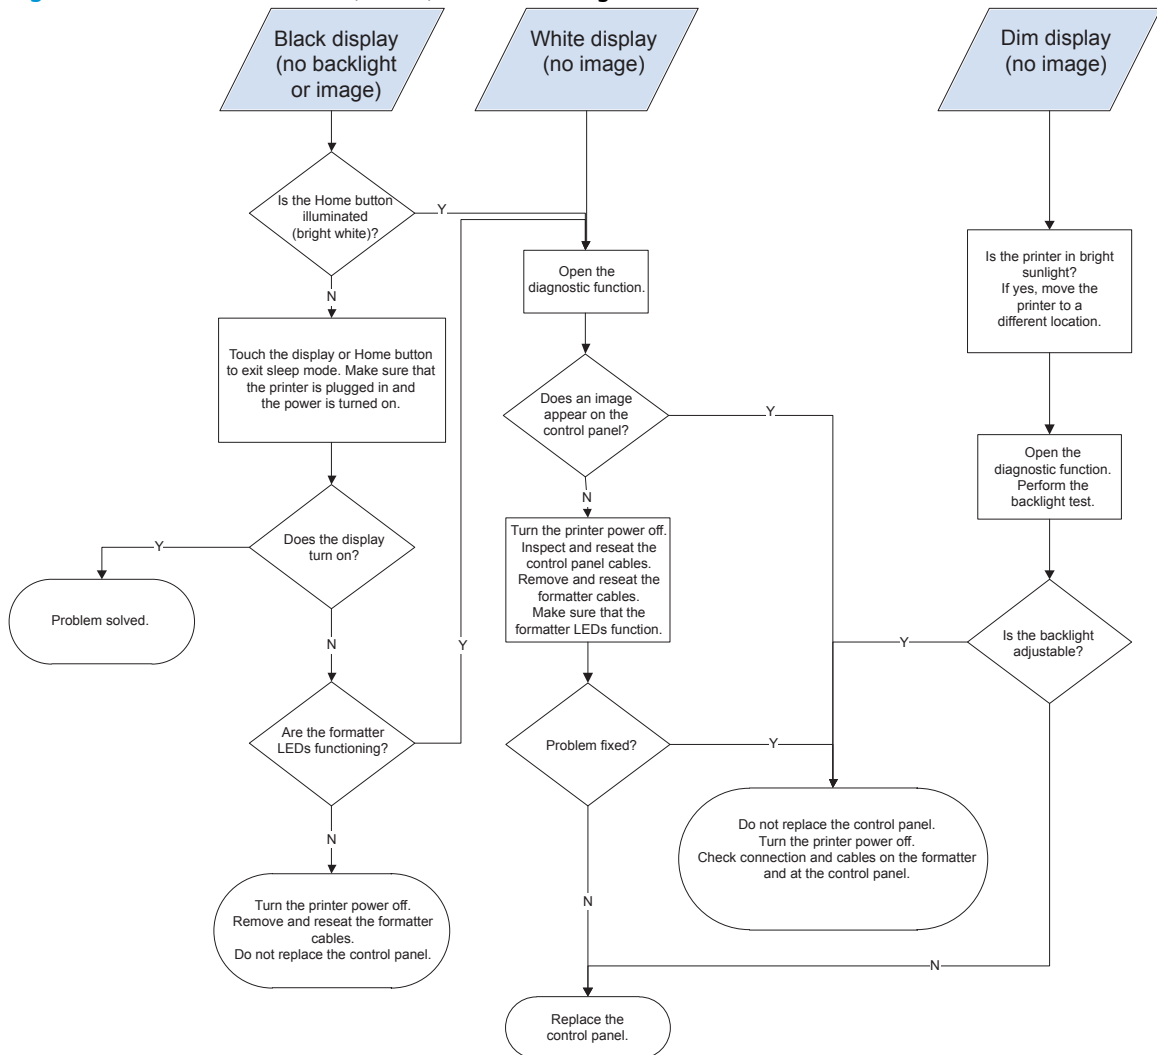 Black display
(no backlight
or image)
White display
(no image)
Dim display
(no image)
Is the Home button
illuminated
(bright white)?
Y
N
Touch the display or Home button
to exit sleep mode. Make sure that
the printer is plugged in and
the power is turned on.
Does the display
turn on?
Y
Problem solved.
N
Are the formatter
LEDs functioning?
Y
N
Turn the printer power off.
Remove and reseat the formatter
cables.
Do not replace the control panel.
Open the
diagnostic function.
Does an image
appear on the
control panel?
Y
N
Turn the printer power off.
Inspect and reseat the
control panel cables.
Remove and reseat the
formatter cables.
Make sure that the
formatter LEDs function.
Problem fixed?
Y
N
Do not replace the control panel.
Turn the printer power off.
Check connection and cables on the formatter
and at the control panel.
Replace the
control panel.
Is the printer in bright
sunlight?
If yes, move the
printer to a
different location.
Open the
diagnostic function.
Perform the
backlight test.
Is the backlight
adjustable?
Y
N